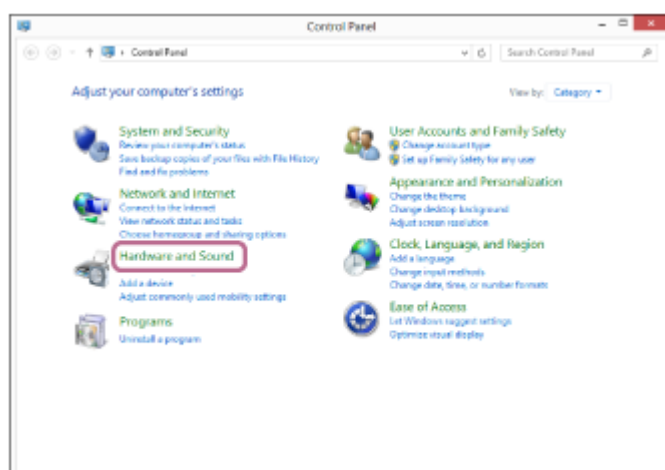 Control Panel
Control Panel
Search Control Panel
Adjust your computer's settings
View by: Category
System and Security
Review your computer's status
Save backup copies of your files with File History
Find and fix problems
Network and Internet
Connect to the Internet
View network status and tasks
Choose homegroup and sharing options
Hardware and Sound
Add a device
Adjust commonly used mobility settings
Programs
Uninstall a program
User Accounts and Family Safety
Change account type
Set up Family Safety for any user
Appearance and Personalization
Change the theme
Change desktop background
Adjust screen resolution
Clock, Language, and Region
Add a language
Change input methods
Change date, time, or number formats
Ease of Access
Let Windows suggest settings
Optimize visual display